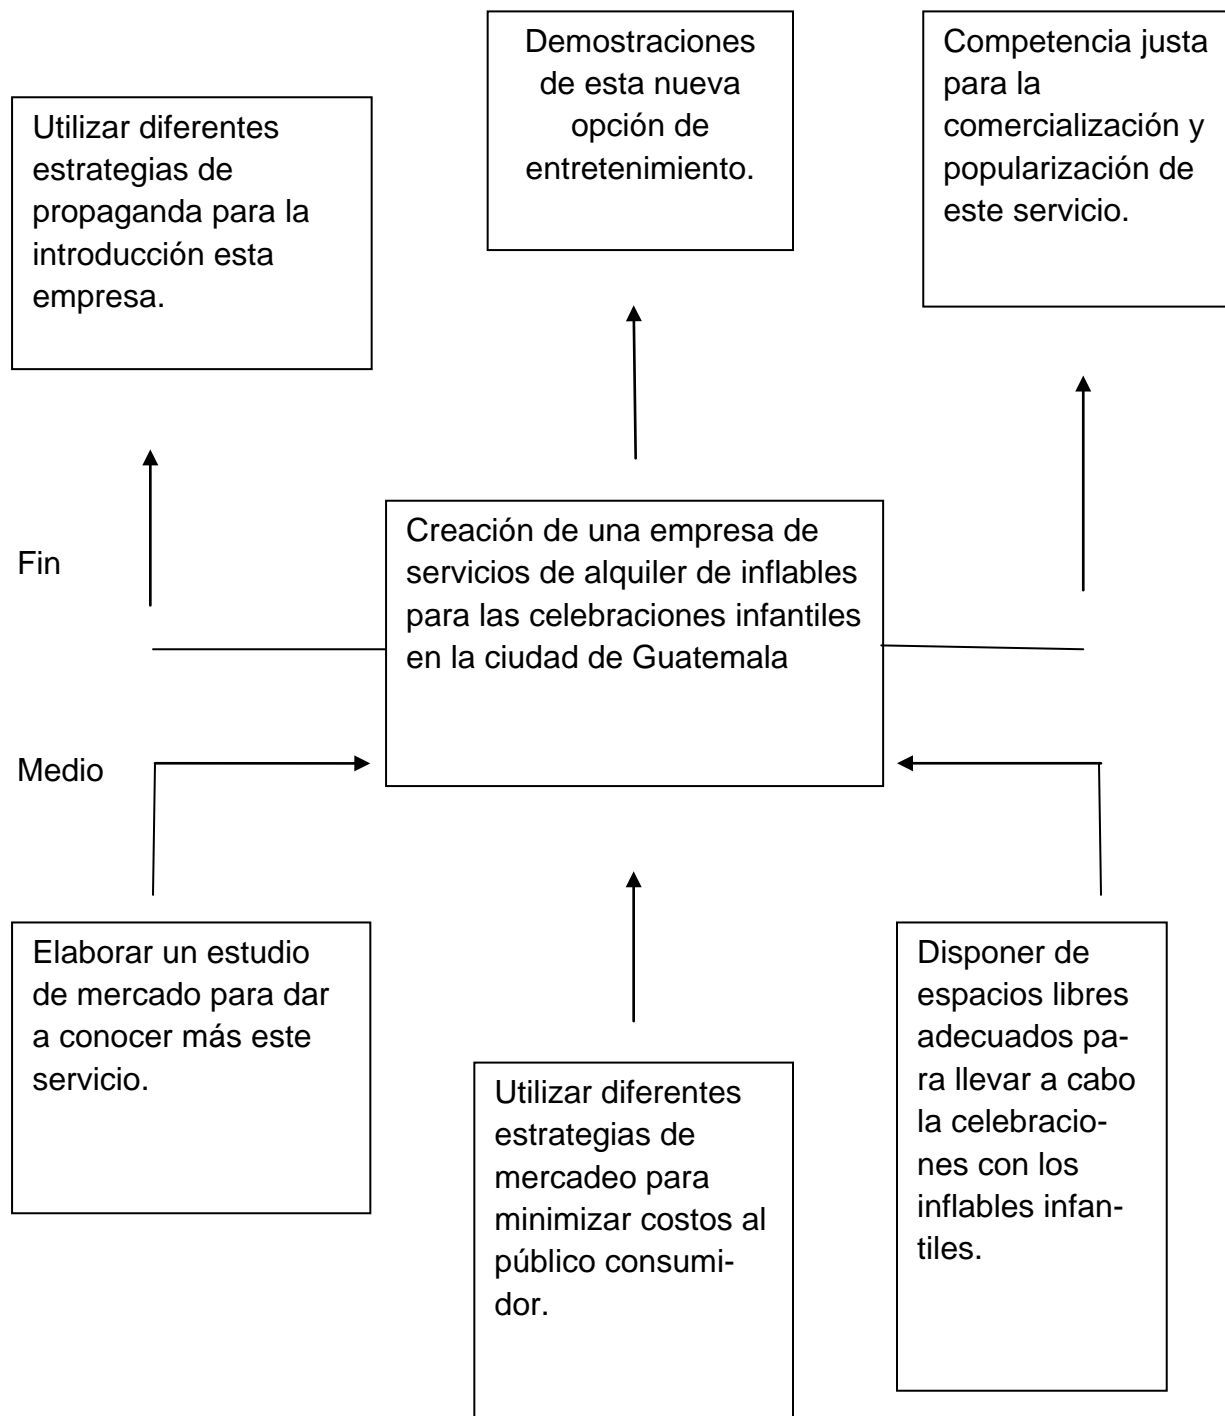 Utilizar diferentes
estrategias de
propaganda para la
introducción esta
empresa.
Demostraciones
de esta nueva
opción de
entretenimiento.
Competencia justa
para la
comercialización y
popularización de
este servicio.
Fin
Creación de una empresa de
servicios de alquiler de inflables
para las celebraciones infantiles
en la ciudad de Guatemala
Medio
Elaborar un estudio
de mercado para dar
a conocer más este
servicio.
Utilizar diferentes
estrategias de
mercadeo para
minimizar costos al
público consumi-
dor.
Disponer de
espacios libres
adecuados pa-
ra llevar a cabo
la celebracio-
nes con los
inflables infan-
tiles.